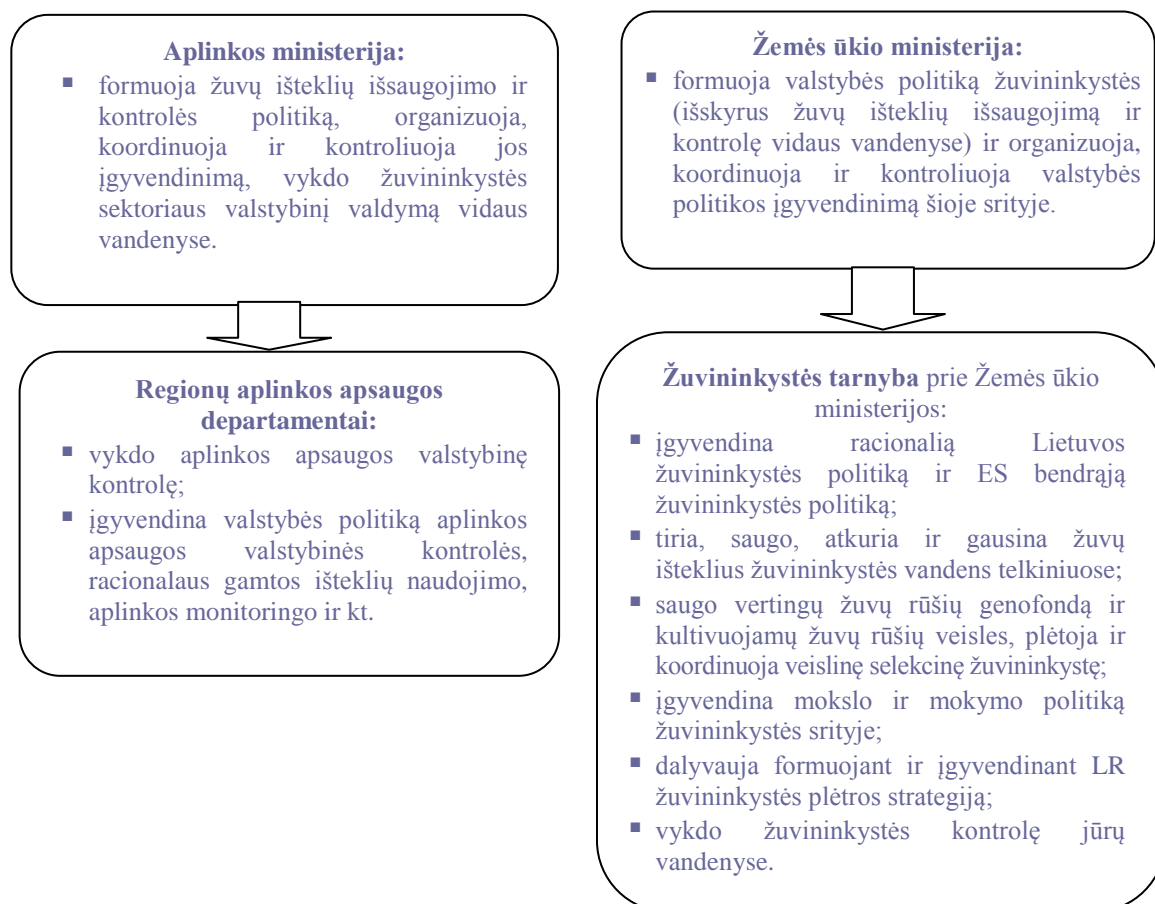 Aplinkos ministerija:
▪ formuoja žuvų išteklių išsaugojimo ir
kontrolės politiką, organizuoja,
koordinuoja ir kontroliuoja jos
įgyvendinimą, vykdo žuvininkystės
sektoriaus valstybinį valdymą vidaus
vandenyse.
Žemės ūkio ministerija:
▪ formuoja valstybės politiką žuvininkystės
(išskyrus žuvų išteklių išsaugojimą ir
kontrolę vidaus vandenyse) ir organizuoja,
koordinuoja ir kontroliuoja valstybės
politikos įgyvendinimą šioje srityje.
Regionų aplinkos apsaugos
departamentai:
▪ vykdo aplinkos apsaugos valstybinę
kontrolę;
▪ įgyvendina valstybės politiką aplinkos
apsaugos valstybinės kontrolės,
racionalaus gamtos išteklių naudojimo,
aplinkos monitoringo ir kt.
Žuvininkystės tarnyba prie Žemės ūkio
ministerijos:
▪ įgyvendina racionalią Lietuvos
žuvininkystės politiką ir ES bendrąją
žuvininkystės politiką;
▪ tiria, saugo, atkuria ir gausina žuvų
išteklius žuvininkystės vandens telkiniuose;
▪ saugo vertingų žuvų rūšių genofondą ir
kultivuojamų žuvų rūšių veisles, plėtoja ir
koordinuoja veislinę selekcinę žuvininkystę;
▪ įgyvendina mokslo ir mokymo politiką
žuvininkystės srityje;
▪ dalyvauja formuojant ir įgyvendinant LR
žuvininkystės plėtros strategiją;
▪ vykdo žuvininkystės kontrolę jūrų
vandenyse.